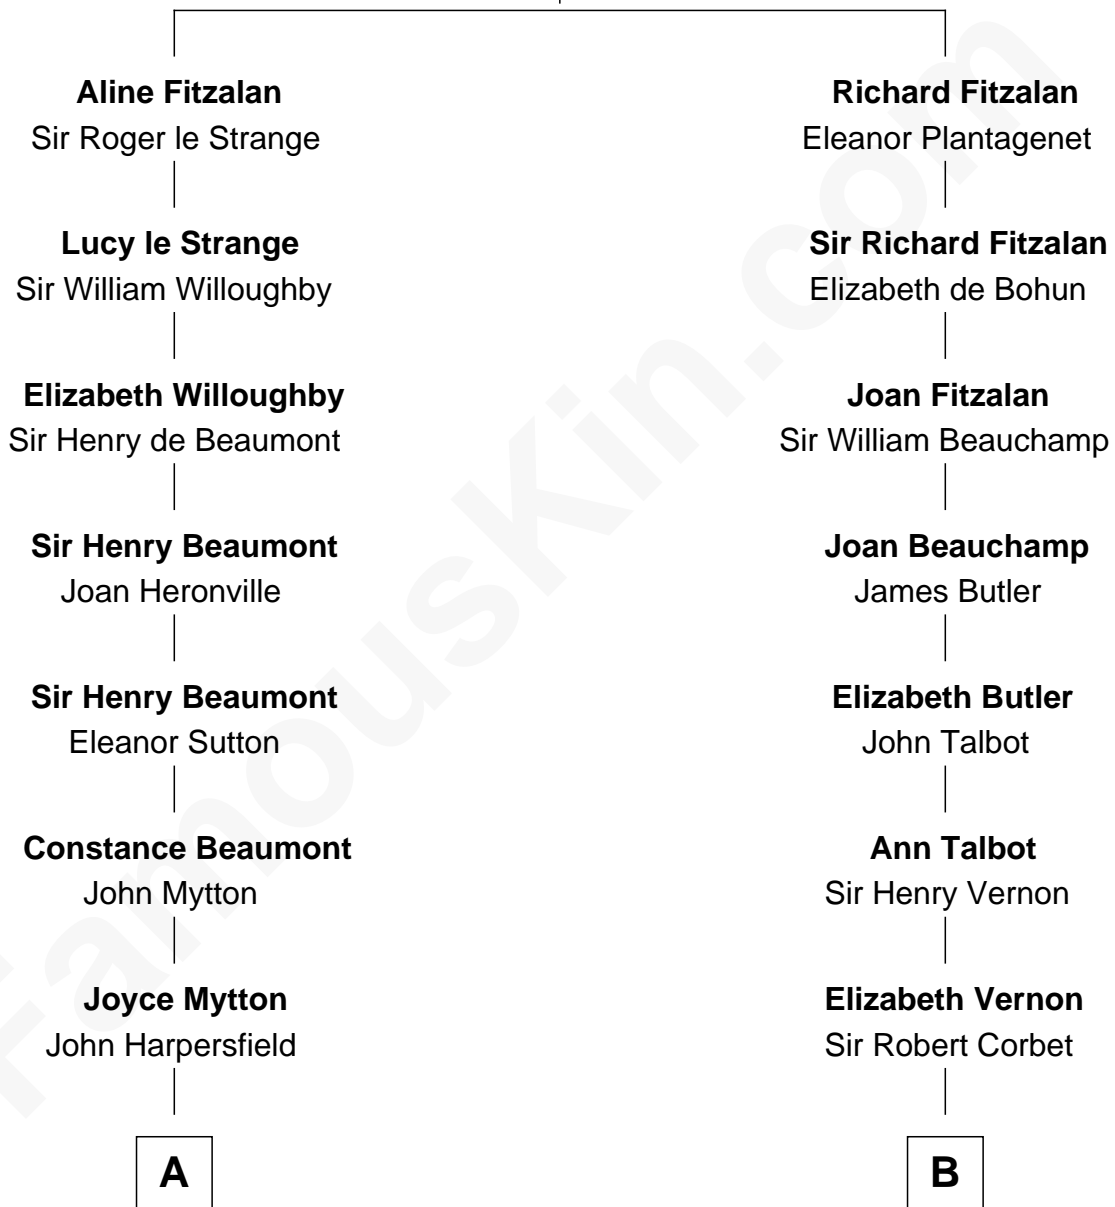 Aline Fitzalan
Sir Roger le Strange
Lucy le Strange
Sir William Willoughby
Elizabeth Willoughby
Sir Henry de Beaumont
Sir Henry Beaumont
Joan Heronville
Sir Henry Beaumont
Eleanor Sutton
Constance Beaumont
John Mytton
Joyce Mytton
John Harpersfield
A
Richard Fitzalan
Eleanor Plantagenet
Sir Richard Fitzalan
Elizabeth de Bohun
Joan Fitzalan
Sir William Beauchamp
Joan Beauchamp
James Butler
Elizabeth Butler
John Talbot
Ann Talbot
Sir Henry Vernon
Elizabeth Vernon
Sir Robert Corbet
B
FamousKin.com